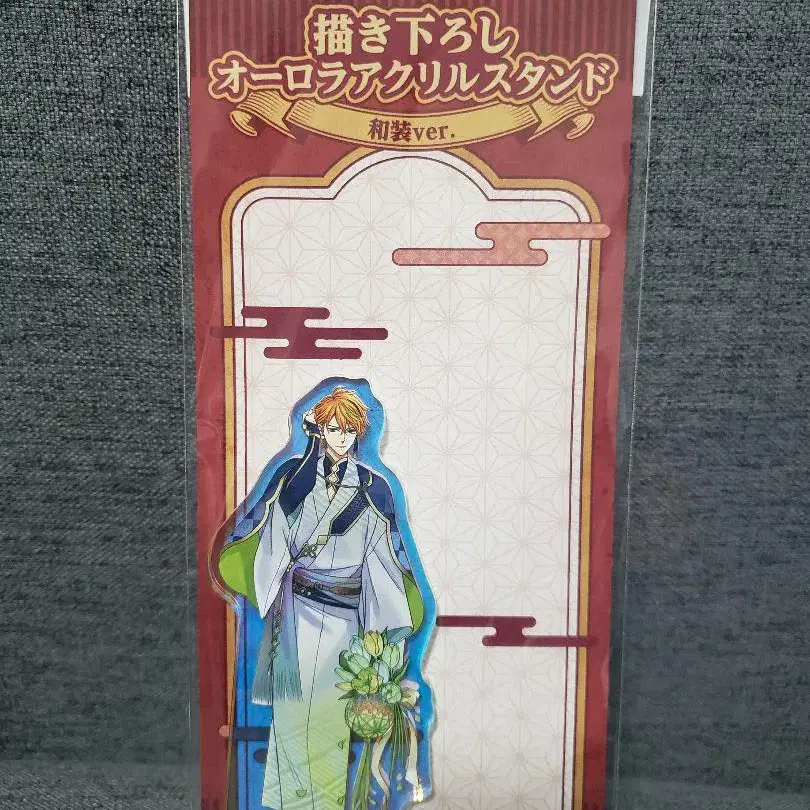 描き下ろし
オーロラアクリルスタンド
和装ver.